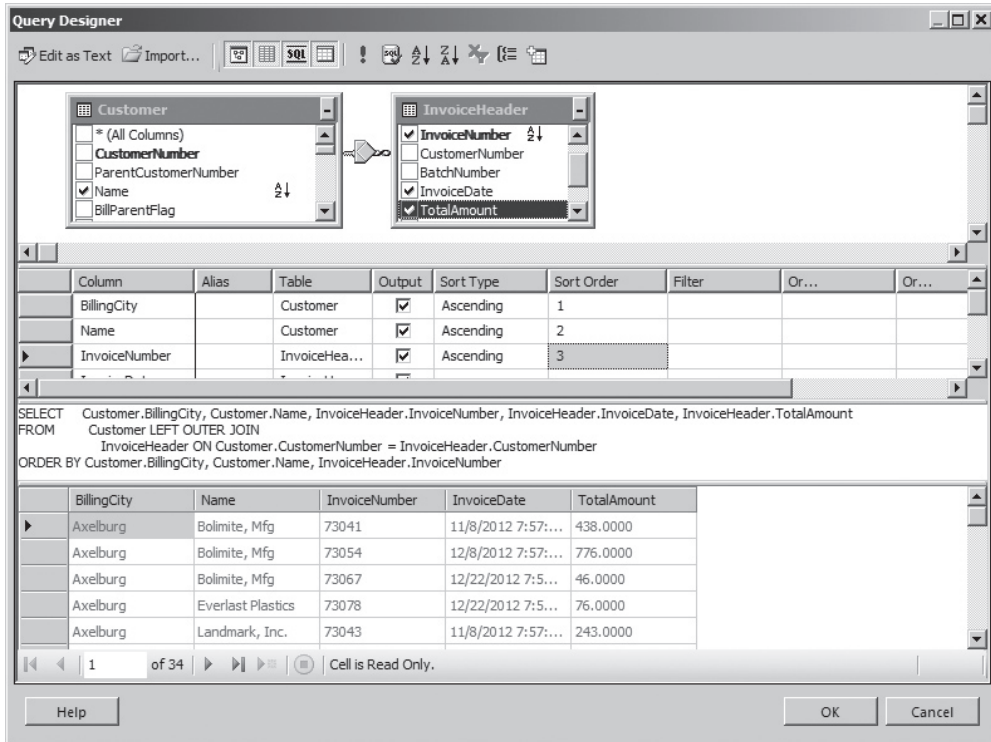 Query Designer
Edit as Text Import... SQL
Customer
* (All Columns)
CustomerNumber
ParentCustomerNumber
Name
BillParentFlag
InvoiceHeader
InvoiceNumber
CustomerNumber
BatchNumber
InvoiceDate
TotalAmount
Column Alias Table Output Sort Type Sort Order Filter Or... Or...
BillingCity Customer Ascending 1
Name Customer Ascending 2
InvoiceNumber InvoiceHea... Ascending 3
SELECT Customer.BillingCity, Customer.Name, InvoiceHeader.InvoiceNumber, InvoiceHeader.InvoiceDate, InvoiceHeader.TotalAmount
FROM Customer LEFT OUTER JOIN
InvoiceHeader ON Customer.CustomerNumber = InvoiceHeader.CustomerNumber
ORDER BY Customer.BillingCity, Customer.Name, InvoiceHeader.InvoiceNumber
BillingCity Name InvoiceNumber InvoiceDate TotalAmount
Axelburg Bolimite, Mfg 73041 11/8/2012 7:57:... 438.0000
Axelburg Bolimite, Mfg 73054 12/8/2012 7:57:... 776.0000
Axelburg Bolimite, Mfg 73067 12/22/2012 7:5... 46.0000
Axelburg Everlast Plastics 73078 12/22/2012 7:5... 76.0000
Axelburg Landmark, Inc. 73043 11/8/2012 7:57:... 243.0000
1 of 34 Cell is Read Only.
Help OK Cancel